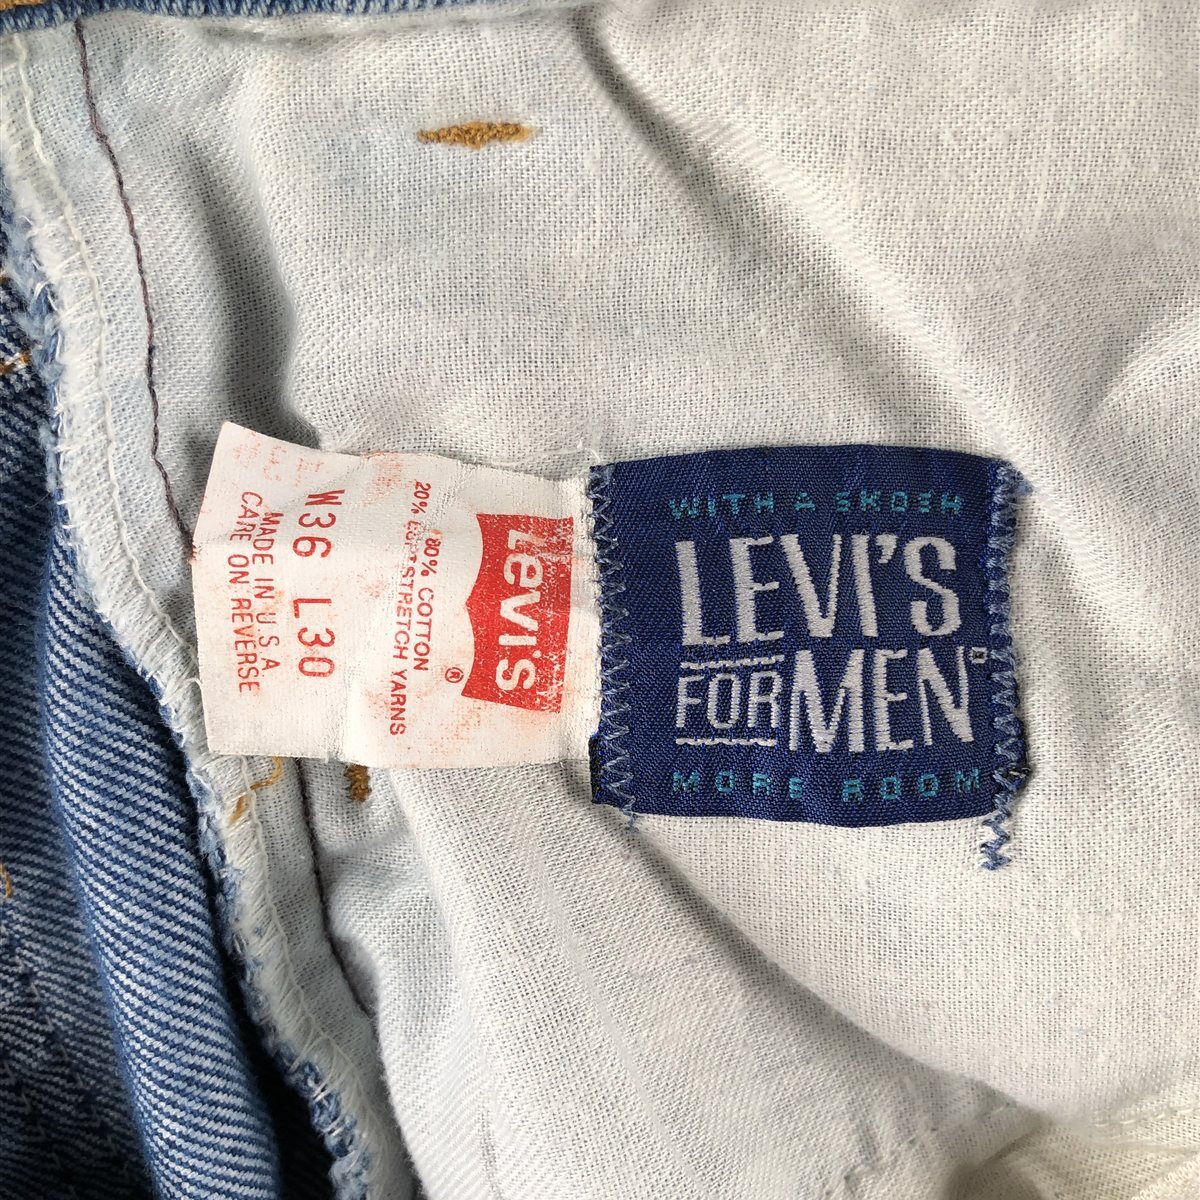 Levi's
®
80% COTTON
20% ESP STRETCH YARNS
W36 L30
MADE IN U.S.A.
CARE ON REVERSE
WITH A SKOSH
LEVI'S
FOR MEN
MORE ROOM